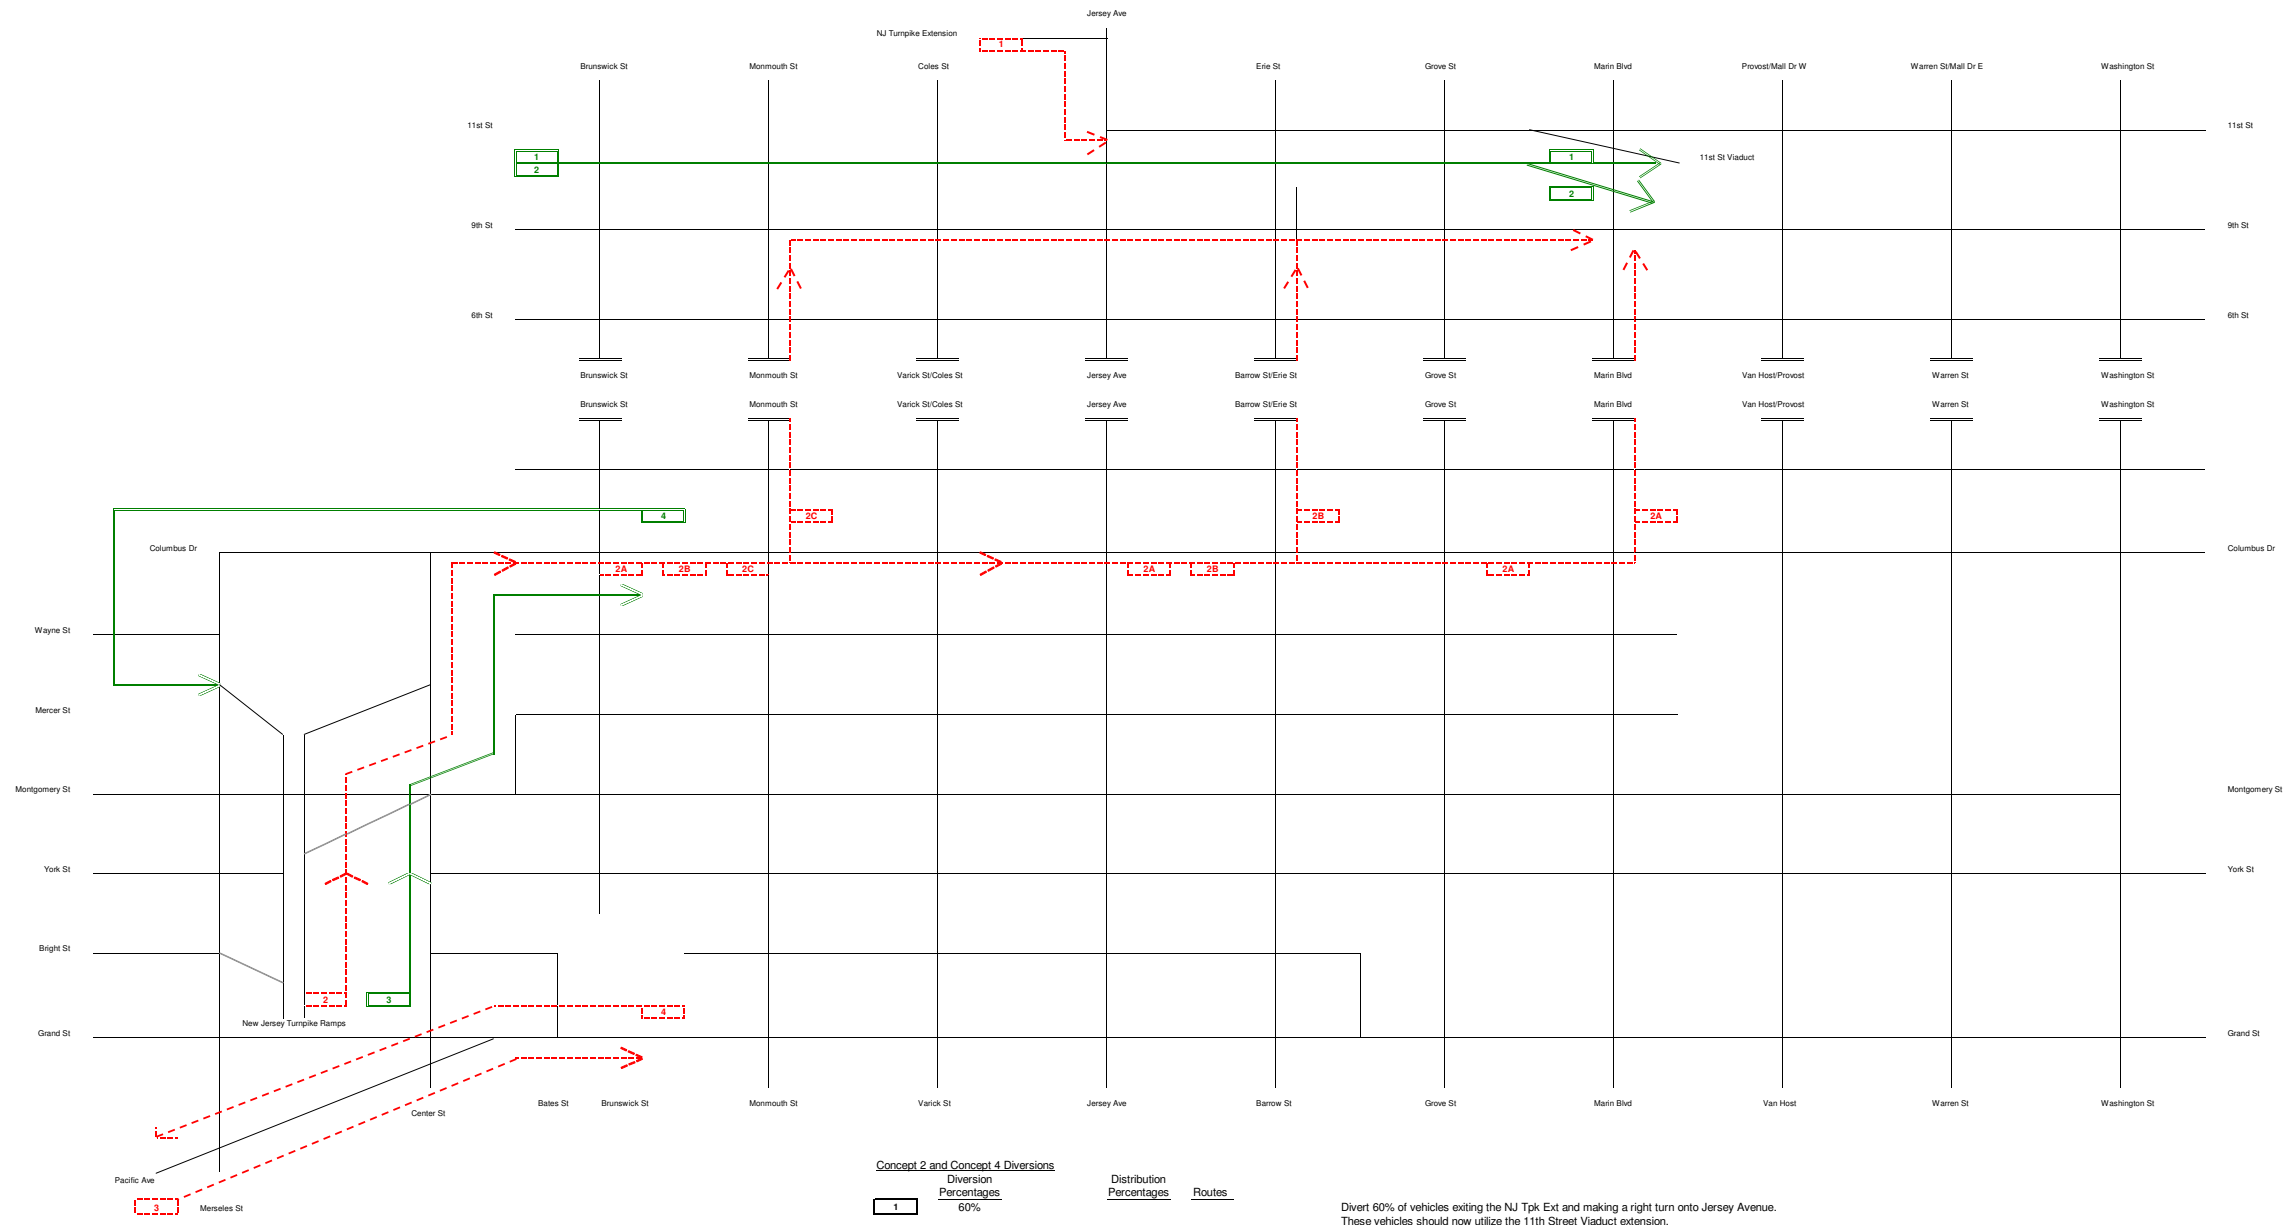 Jersey Ave
NJ Turnpike Extension
1
Brunswick St
Monmouth St
Coles St
Erie St
Grove St
Marin Blvd
Provost/Mall Dr W
Warren St/Mall Dr E
Washington St
11st St
11st St
1
2
1
11st St Viaduct
2
9th St
9th St
6th St
6th St
Brunswick St
Monmouth St
Varick St/Coles St
Jersey Ave
Barrow St/Erie St
Grove St
Marin Blvd
Van Host/Provost
Warren St
Washington St
Brunswick St
Monmouth St
Varick St/Coles St
Jersey Ave
Barrow St/Erie St
Grove St
Marin Blvd
Van Host/Provost
Warren St
Washington St
4
2C
2B
2A
Columbus Dr
Columbus Dr
2A
2B
2C
2A
2B
2A
Wayne St
Mercer St
Montgomery St
Montgomery St
York St
York St
Bright St
2
3
4
New Jersey Turnpike Ramps
Grand St
Grand St
Center St
Bates St
Brunswick St
Monmouth St
Varick St
Jersey Ave
Barrow St
Grove St
Marin Blvd
Van Host
Warren St
Washington St
Pacific Ave
3
Merseles St
Concept 2 and Concept 4 Diversions
Diversion
Percentages
Distribution
Percentages
Routes
1
60%
Divert 60% of vehicles exiting the NJ Tpk Ext and making a right turn onto Jersey Avenue.
These vehicles should now utilize the 11th Street Viaduct extension.